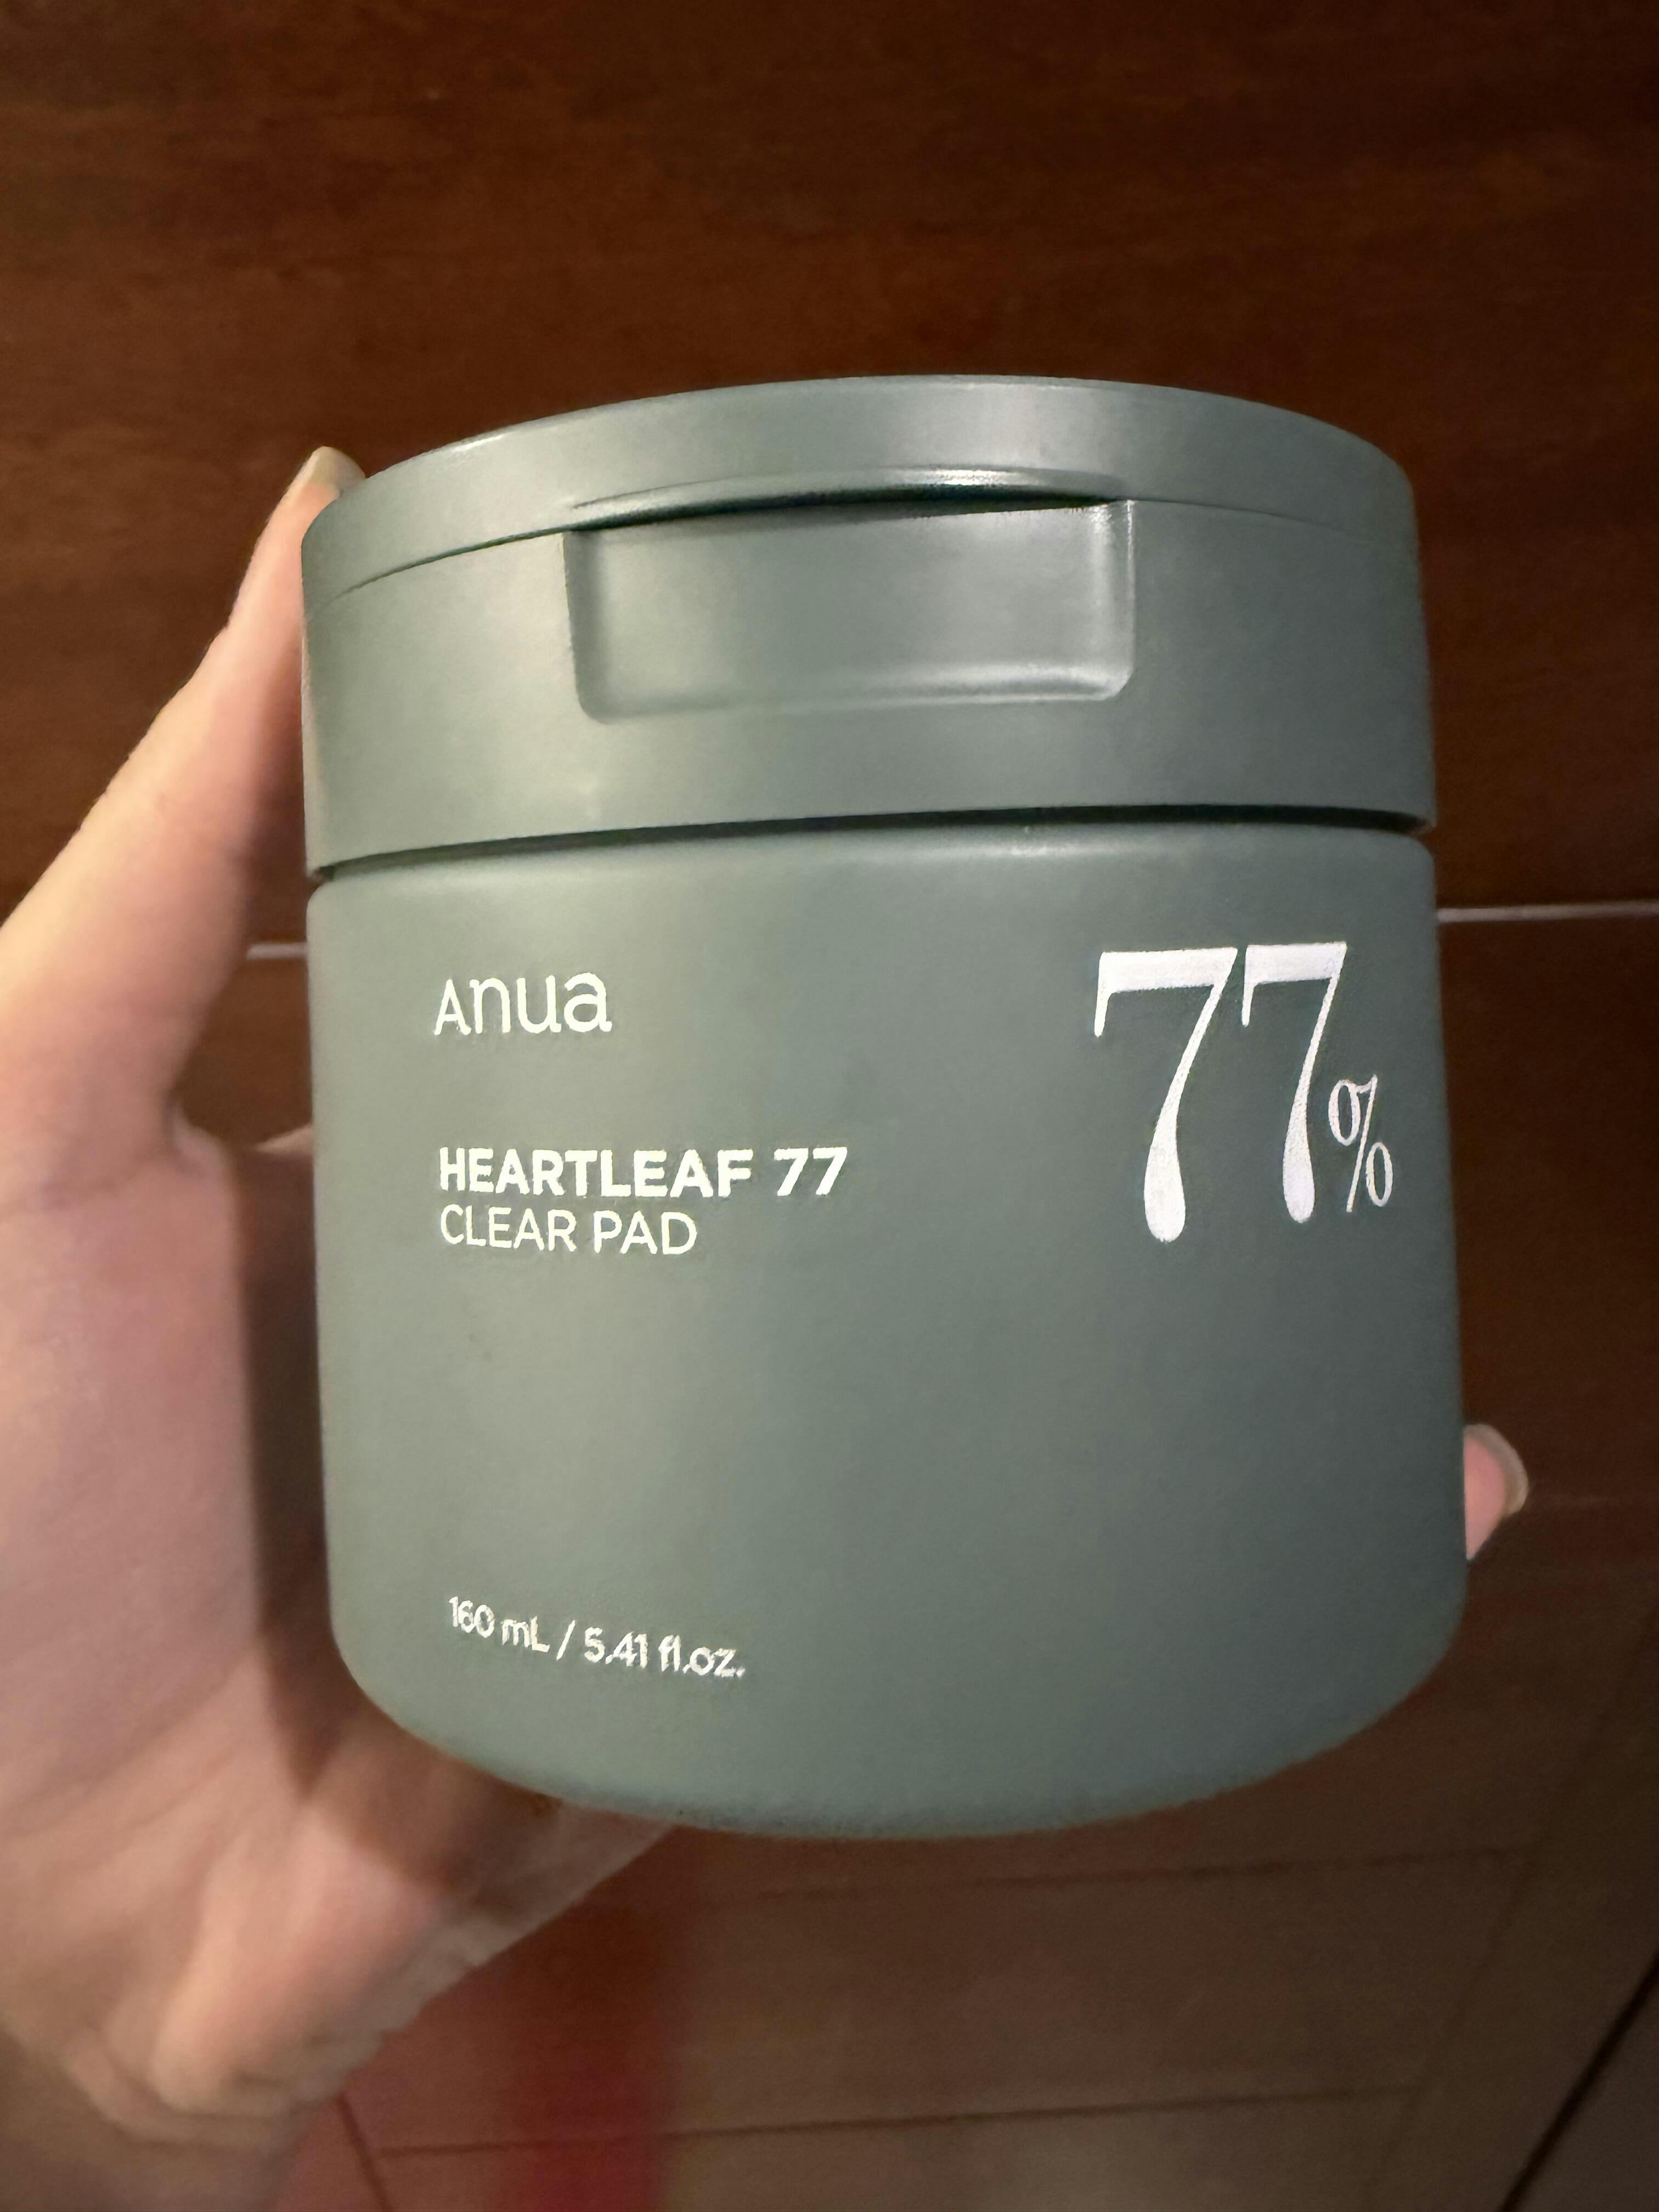 Anua
77%
HEARTLEAF 77
CLEAR PAD
160 mL / 5.41 fl.oz.